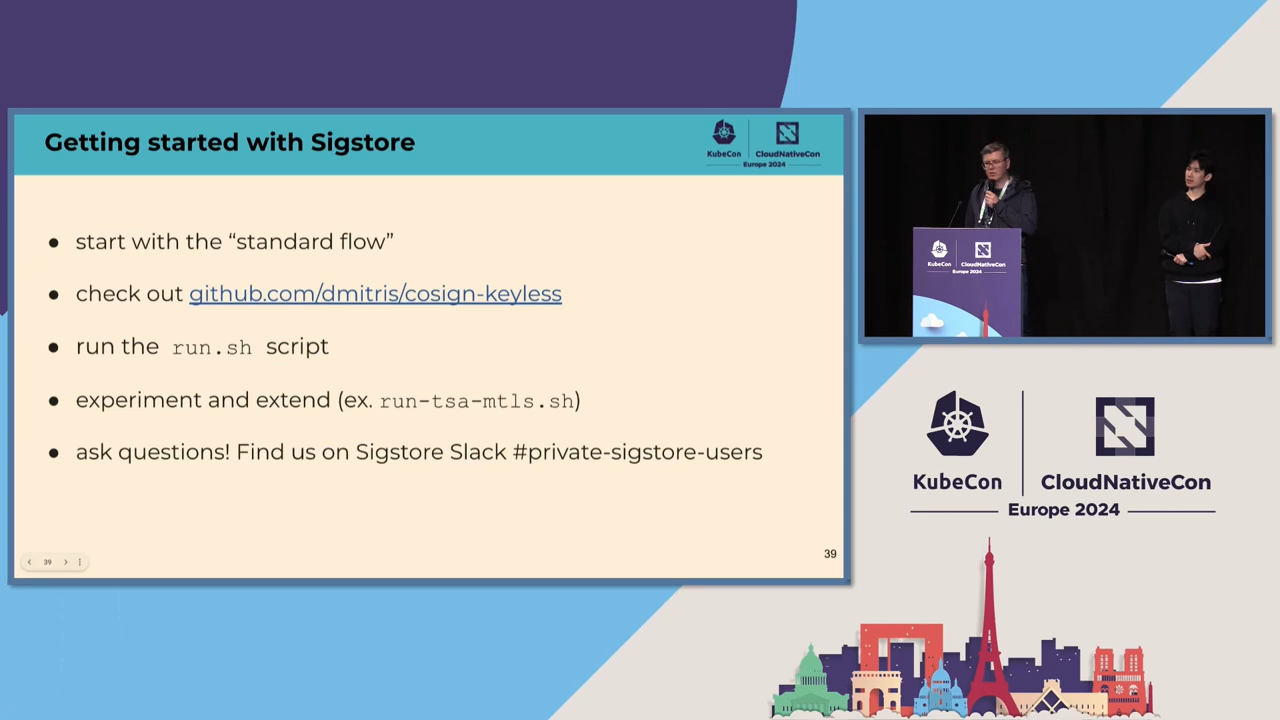 Getting started with Sigstore
KubeCon
CloudNativeCon
Europe 2024
● start with the “standard flow”
● check out github.com/dmitris/cosign-keyless
● run the run.sh script
● experiment and extend (ex. run-tsa-mtls.sh)
● ask questions! Find us on Sigstore Slack #private-sigstore-users
39
39
KubeCon
CloudNativeCon
Europe 2024
KubeCon
CloudNativeCon
Europe 2024